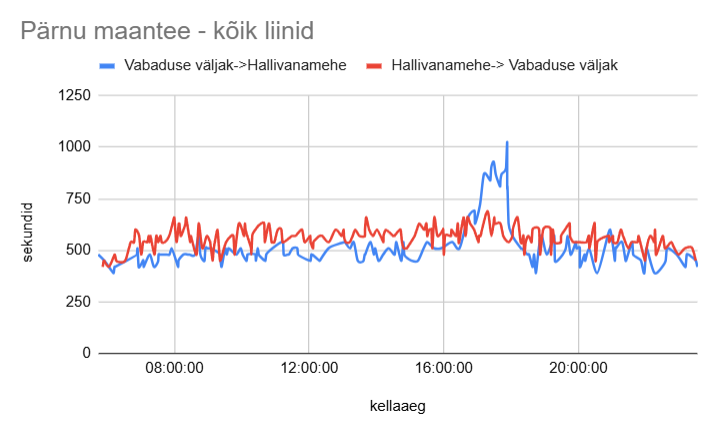 Pärnu maantee - kõik liinid
Vabaduse väljak->Hallivanamehe
Hallivanamehe-> Vabaduse väljak
1250
1000
750
500
250
0
sekundid
08:00:00
12:00:00
16:00:00
20:00:00
kellaaeg